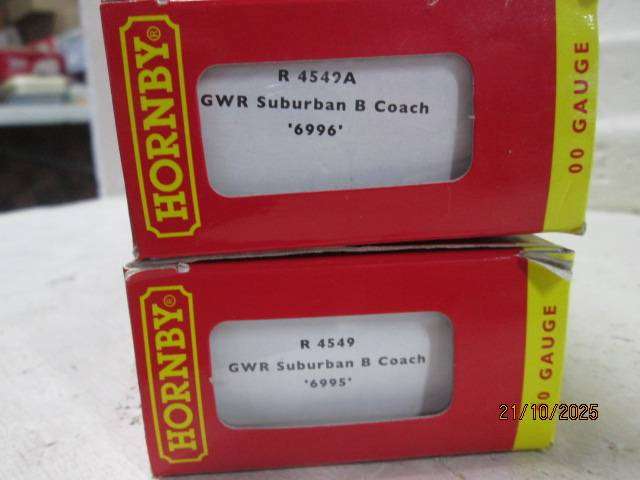 HORNBY®
R 4549A
GWR Suburban B Coach
'6996'
00 GAUGE
HORNBY®
R 4549
GWR Suburban B Coach
'6995'
0 GAUGE
21/10/2025